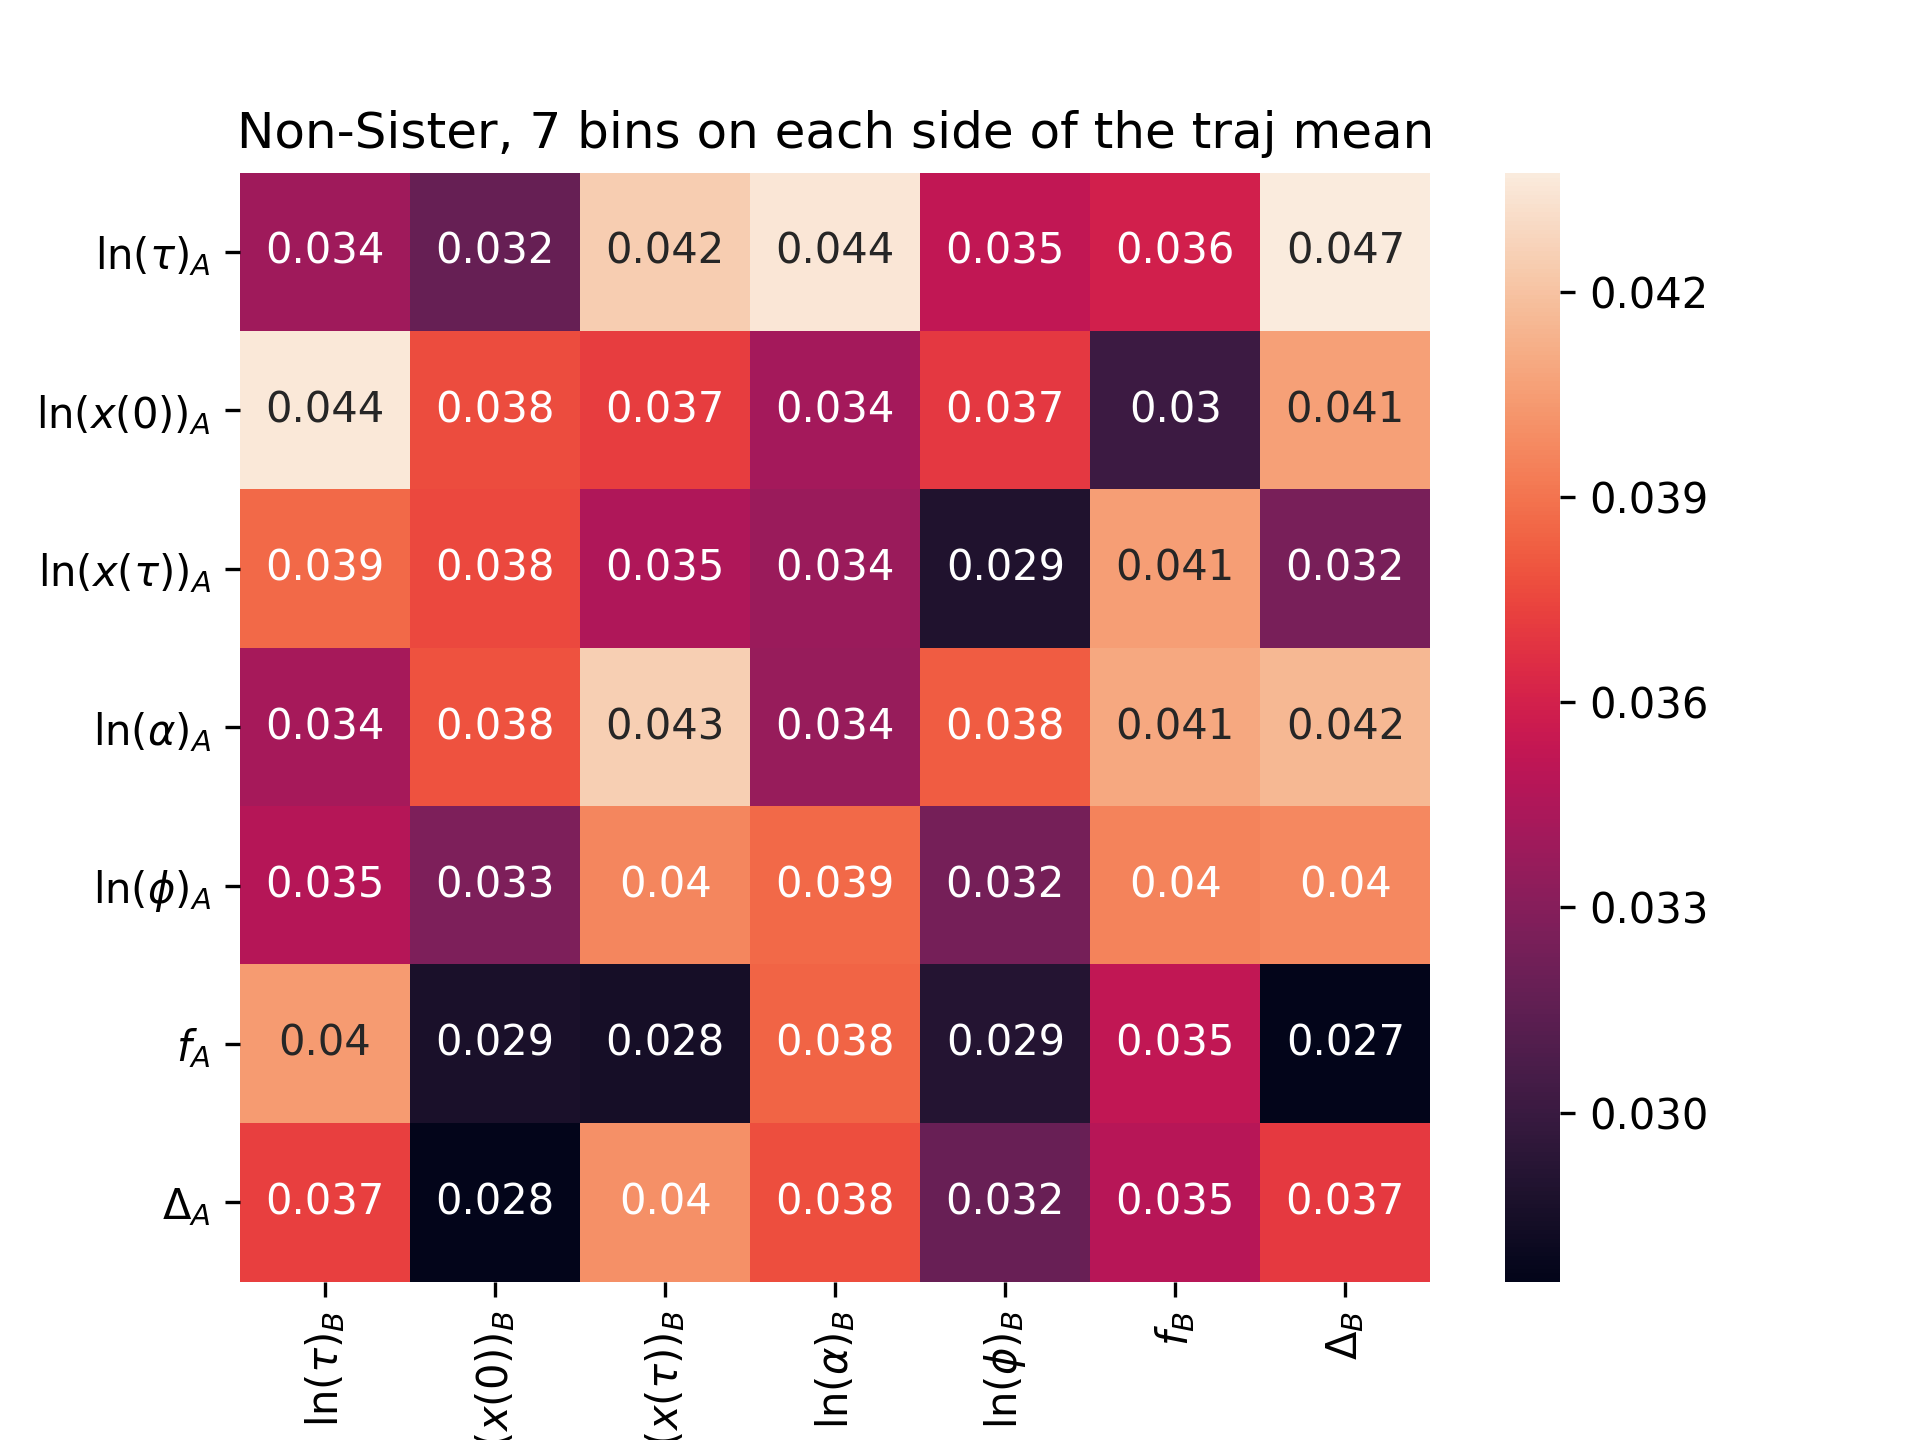 Non-Sister, 7 bins on each side of the traj mean
ln(τ)A 0.034 0.032 0.042 0.044 0.035 0.036 0.047
ln(x(0))A 0.044 0.038 0.037 0.034 0.037 0.03 0.041
ln(x(τ))A 0.039 0.038 0.035 0.034 0.029 0.041 0.032
ln(α)A 0.034 0.038 0.043 0.034 0.038 0.041 0.042
ln(ϕ)A 0.035 0.033 0.04 0.039 0.032 0.04 0.04
fA 0.04 0.029 0.028 0.038 0.029 0.035 0.027
ΔA 0.037 0.028 0.04 0.038 0.032 0.035 0.037
ln(τ)B (x(0))B (x(τ))B ln(α)B ln(ϕ)B fB ΔB
0.042
0.039
0.036
0.033
0.030